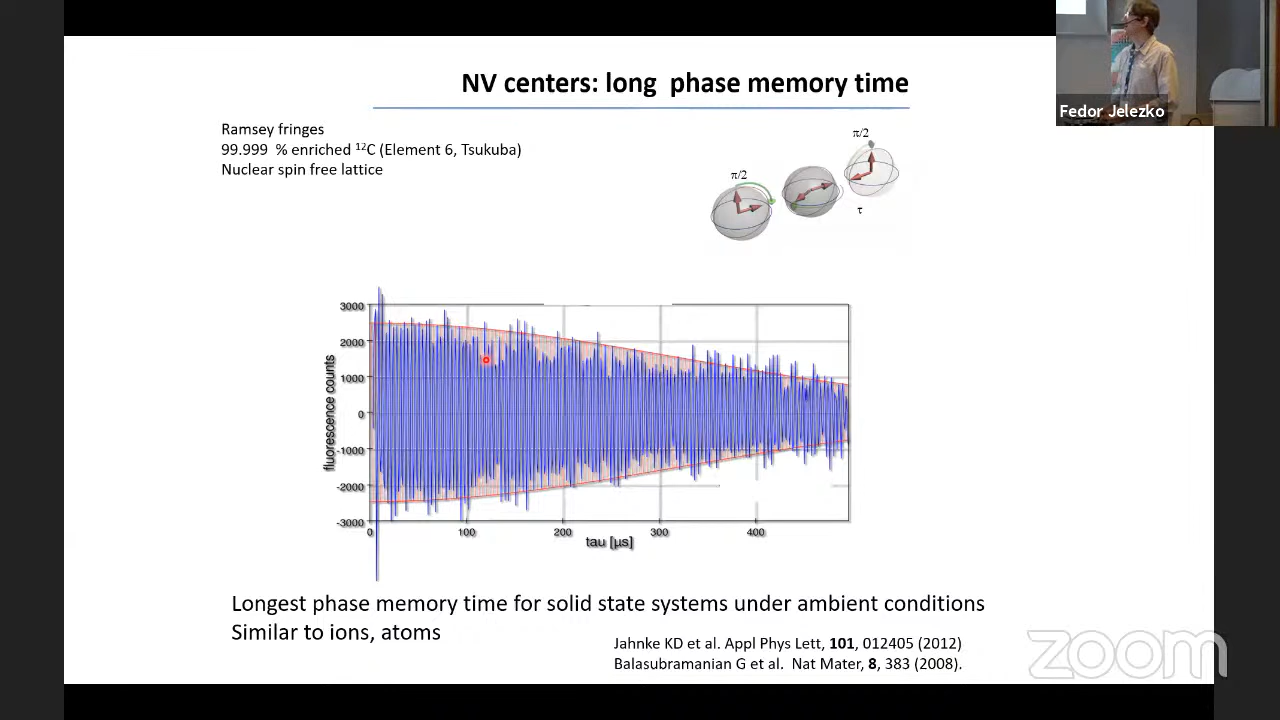 NV centers: long  phase memory time
Fedor Jelezko
Ramsey fringes
99.999  % enriched ¹²C (Element 6, Tsukuba)
Nuclear spin free lattice
π/2
π/2
τ
3000
2000
1000
0
-1000
-2000
-3000
fluorescence counts
0
100
200
300
400
tau [µs]
Longest phase memory time for solid state systems under ambient conditions
Similar to ions, atoms
Jahnke KD et al. Appl Phys Lett, 101, 012405 (2012)
Balasubramanian G et al.  Nat Mater, 8, 383 (2008).
zoom